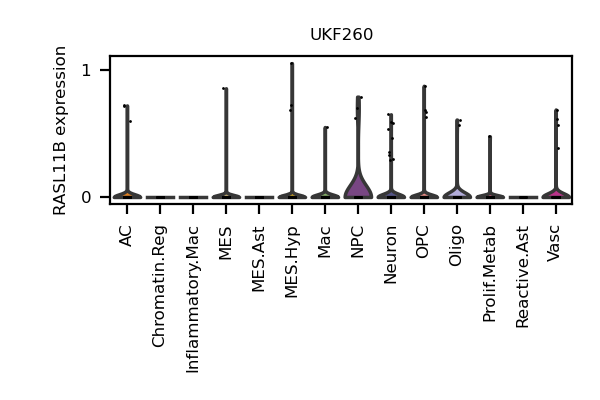 UKF260
RASL11B expression
1
0
AC
Chromatin.Reg
Inflammatory.Mac
MES
MES.Ast
MES.Hyp
Mac
NPC
Neuron
OPC
Oligo
Prolif.Metab
Reactive.Ast
Vasc